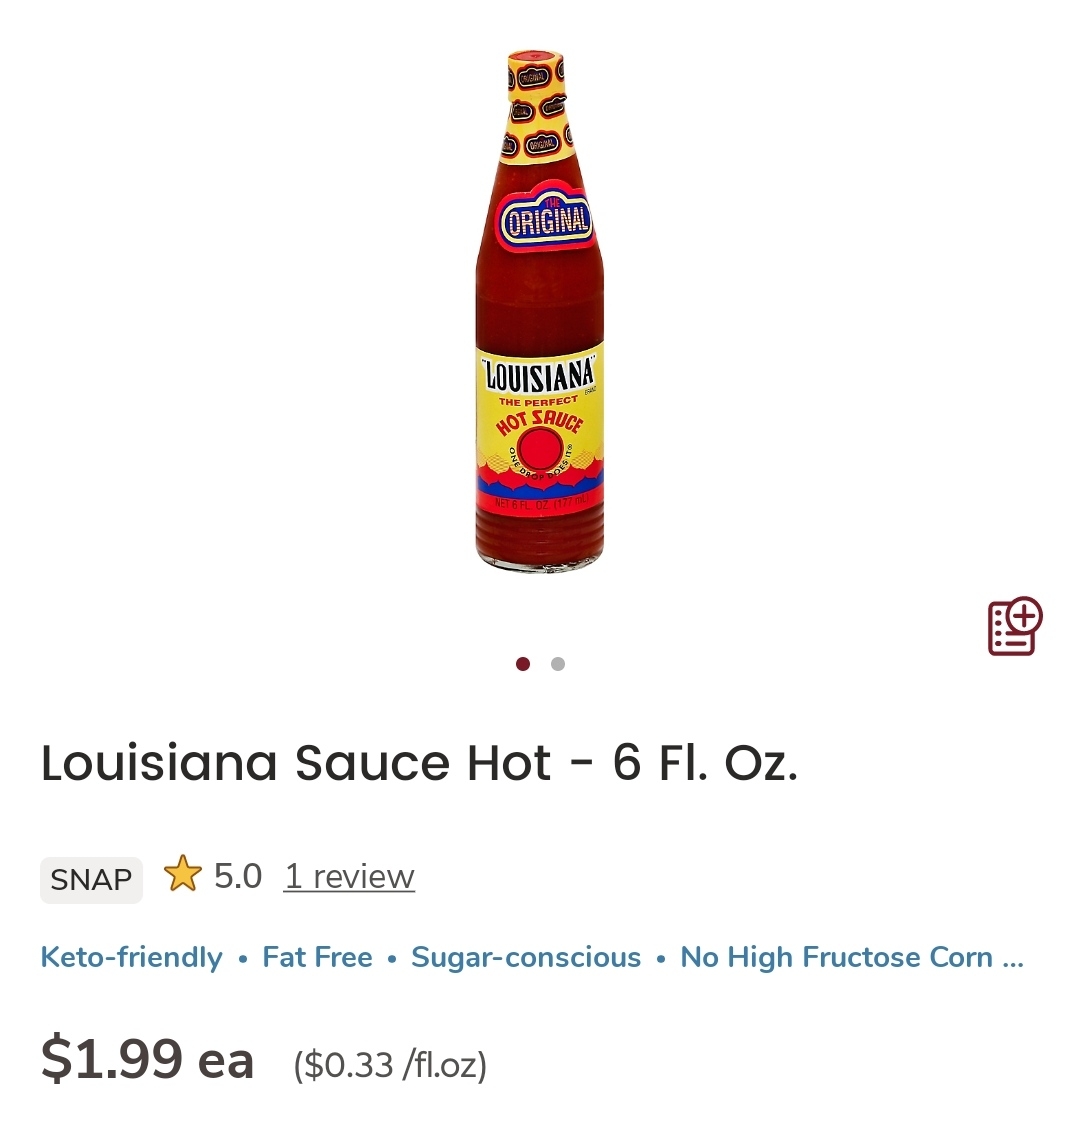 ORIGINAL
ORIGINAL
THE
ORIGINAL
"LOUISIANA"
BRAND
THE PERFECT
HOT SAUCE
ONE DROP DOES IT®
NET 6 FL. OZ. (177 mL)
Louisiana Sauce Hot - 6 Fl. Oz.
SNAP 5.0 1 review
Keto-friendly • Fat Free • Sugar-conscious • No High Fructose Corn ...
$1.99 ea ($0.33 /fl.oz)